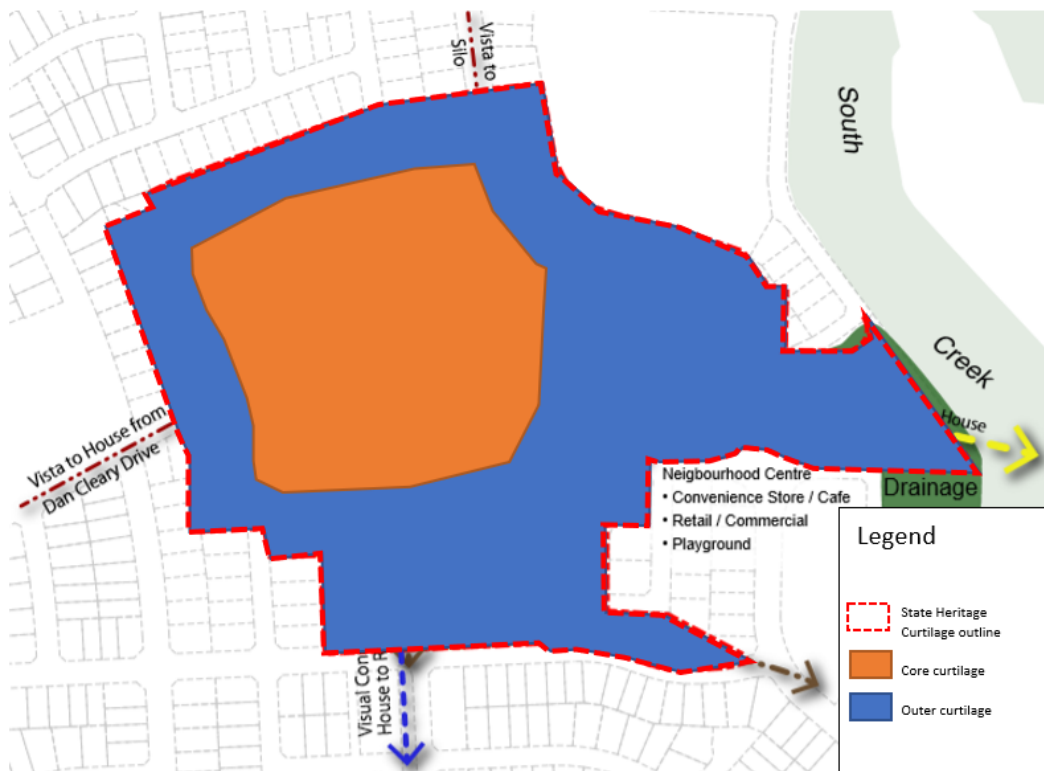 Vista to
Silo
South
Creek
House
Vista to House from
Dan Cleary Drive
Neigbourhood Centre
• Convenience Store / Cafe
• Retail / Commercial
• Playground
Drainage
Visual Con
House to R
Legend
State Heritage
Curtilage outline
Core curtilage
Outer curtilage